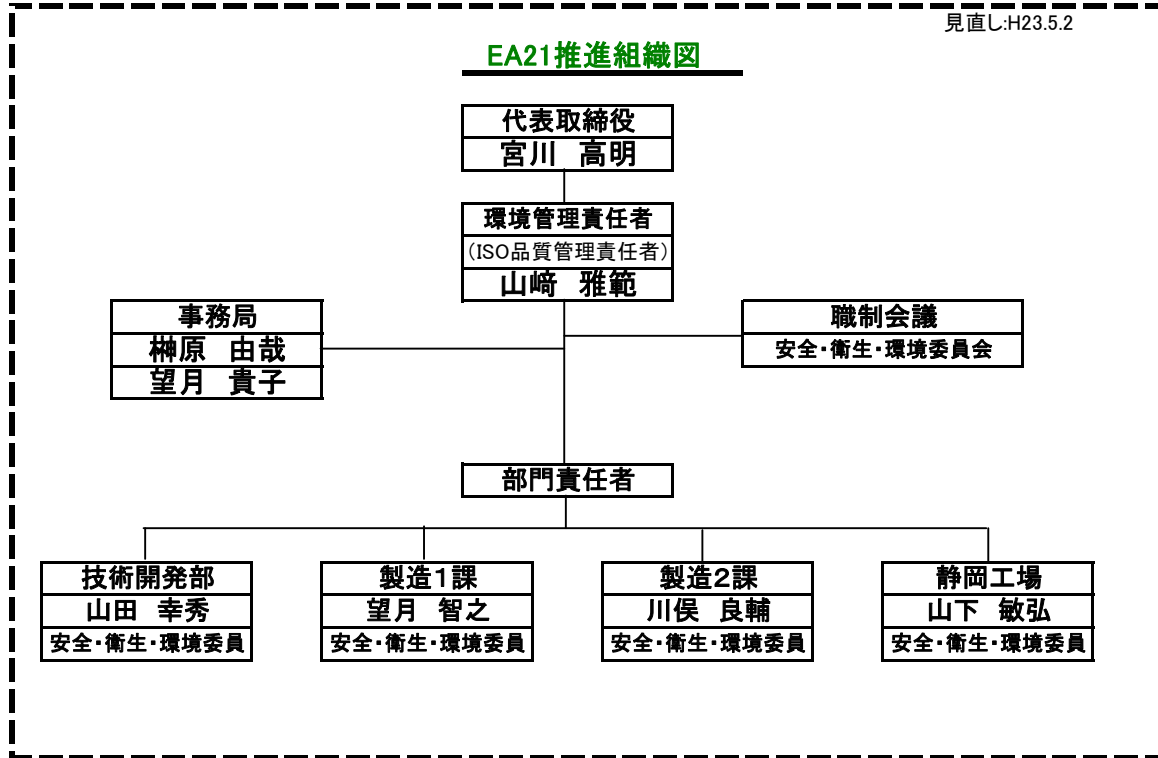 見直し:H23.5.2
EA21推進組織図
代表取締役
宮川　高明
環境管理責任者
(ISO品質管理責任者)
山﨑　雅範
事務局
榊原　由哉
望月　貴子
職制会議
安全・衛生・環境委員会
部門責任者
技術開発部
山田　幸秀
安全・衛生・環境委員
製造1課
望月　智之
安全・衛生・環境委員
製造2課
川俣　良輔
安全・衛生・環境委員
静岡工場
山下　敏弘
安全・衛生・環境委員